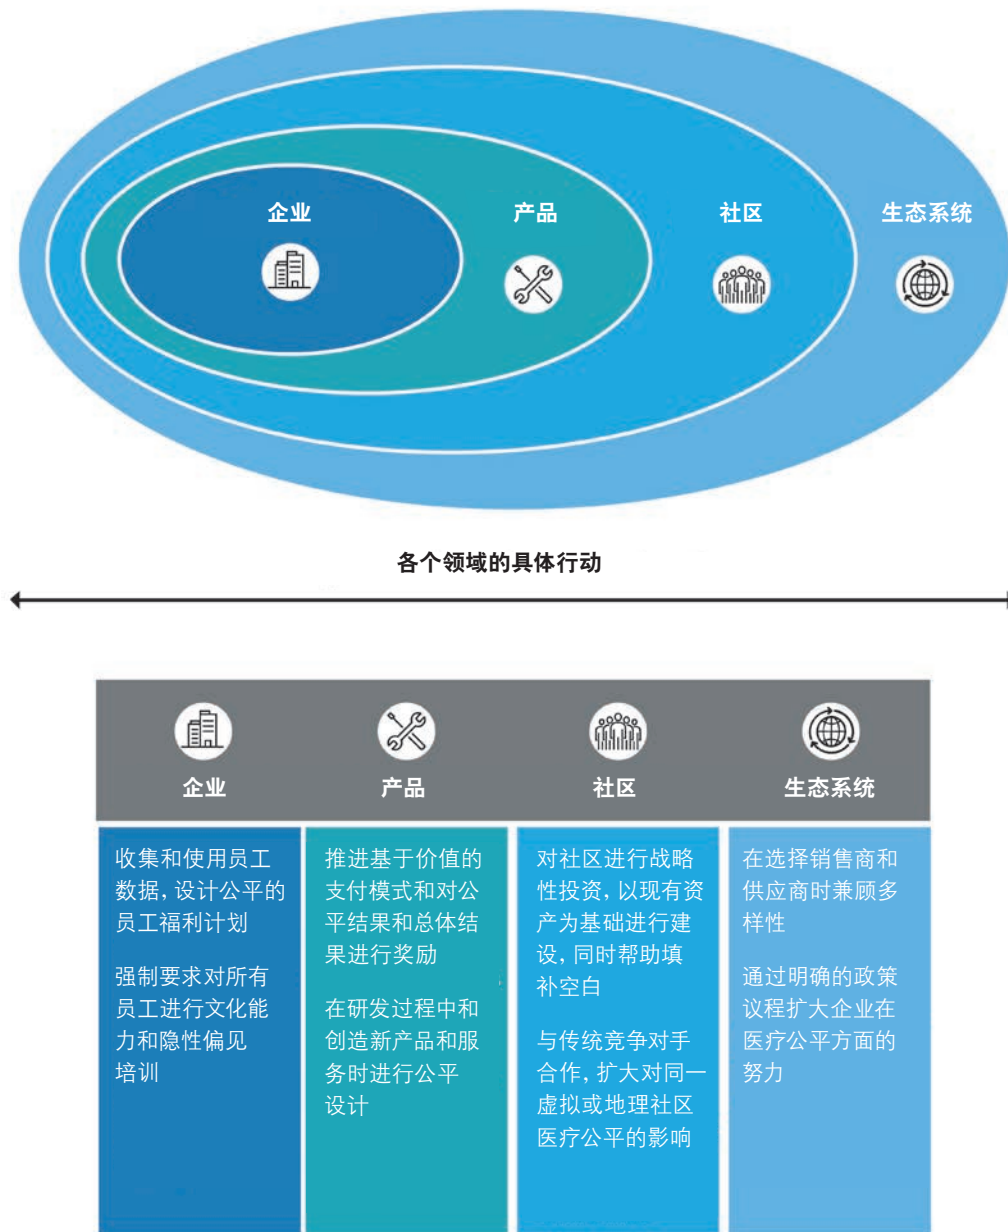 企业
产品
社区
生态系统
各个领域的具体行动
企业
产品
社区
生态系统
收集和使用员工
数据，设计公平的
员工福利计划
强制要求对所有
员工进行文化能
力和隐性偏见
培训
推进基于价值的
支付模式和对公
平结果和总体结
果进行奖励
在研发过程中和
创造新产品和服
务时进行公平
设计
对社区进行战略
性投资，以现有资
产为基础进行建
设，同时帮助填
补空白
与传统竞争对手
合作，扩大对同一
虚拟或地理社区
医疗公平的影响
在选择销售商和
供应商时兼顾多
样性
通过明确的政策
议程扩大企业在
医疗公平方面的
努力